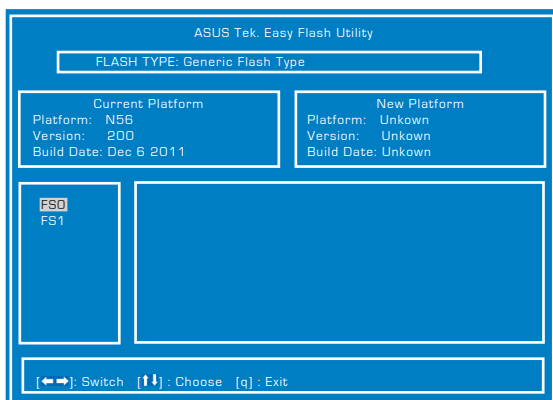 ASUS Tek. Easy Flash Utility
FLASH TYPE: Generic Flash Type
Current Platform
Platform: N56
Version: 200
Build Date: Dec 6 2011
New Platform
Platform: Unkown
Version: Unkown
Build Date: Unkown
FS0
FS1
[←→]: Switch [↑↓] : Choose [q] : Exit